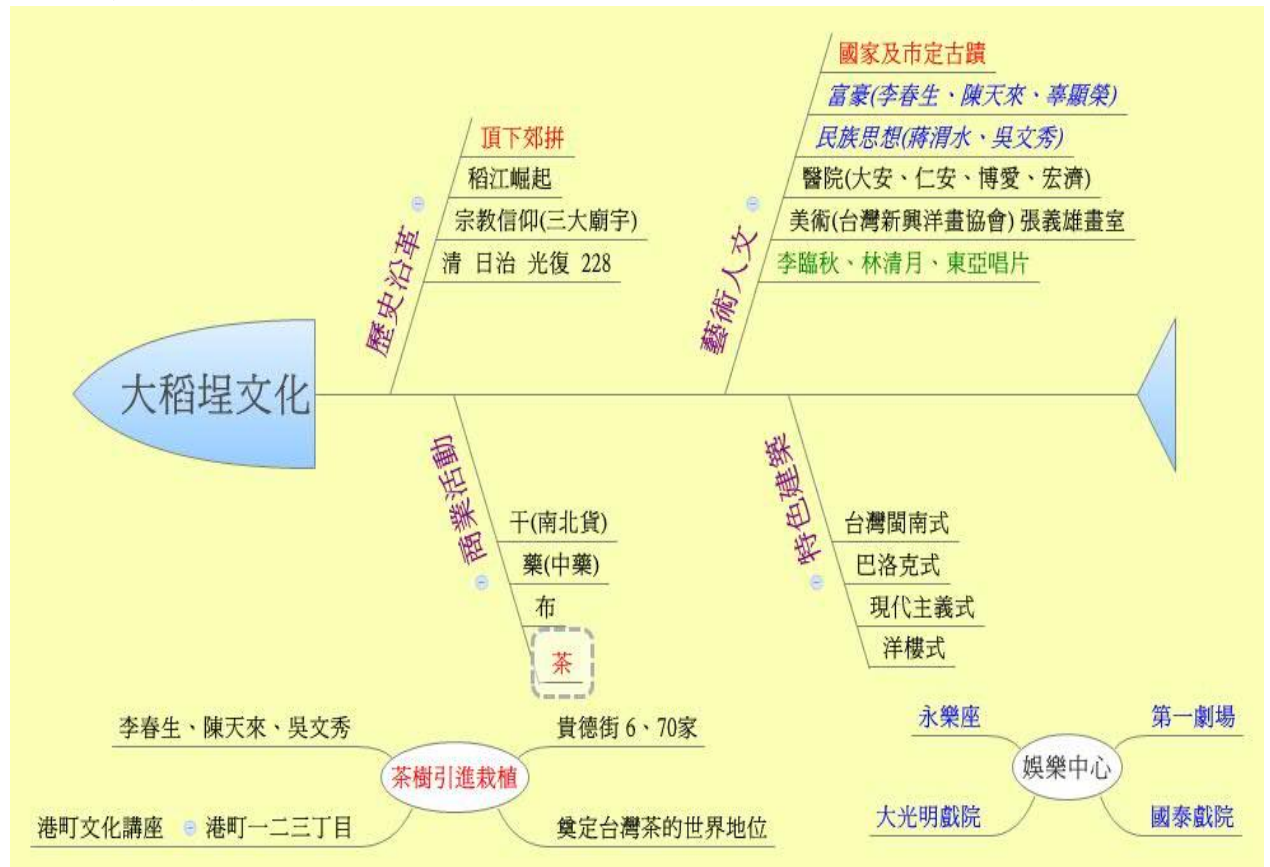 大稻埕文化
歷史沿革
頂下郊拚
稻江崛起
宗教信仰(三大廟宇)
清 日治 光復 228
藝術人文
國家及市定古蹟
富豪(李春生、陳天來、辜顯榮)
民族思想(蔣渭水、吳文秀)
醫院(大安、仁安、博愛、宏濟)
美術(台灣新興洋畫協會) 張義雄畫室
李臨秋、林清月、東亞唱片
商業活動
干(南北貨)
藥(中藥)
布
茶
特色建築
台灣閩南式
巴洛克式
現代主義式
洋樓式
茶樹引進栽植
李春生、陳天來、吳文秀
貴德街 6、70家
港町文化講座
港町一二三丁目
奠定台灣茶的世界地位
娛樂中心
永樂座
第一劇場
大光明戲院
國泰戲院